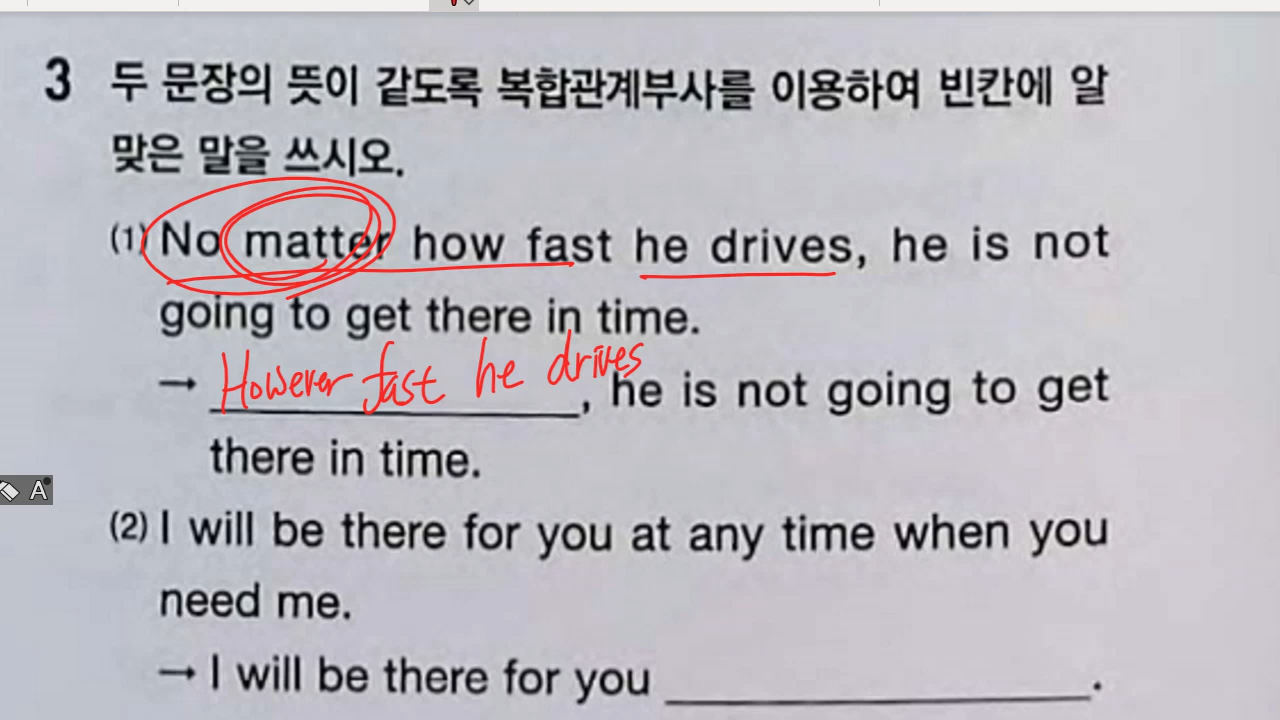 3 두 문장의 뜻이 같도록 복합관계부사를 이용하여 빈칸에 알
맞은 말을 쓰시오.
(1) No matter how fast he drives, he is not
going to get there in time.
→ However fast he drives, he is not going to get
there in time.
(2) I will be there for you at any time when you
need me.
→ I will be there for you ____________.
A